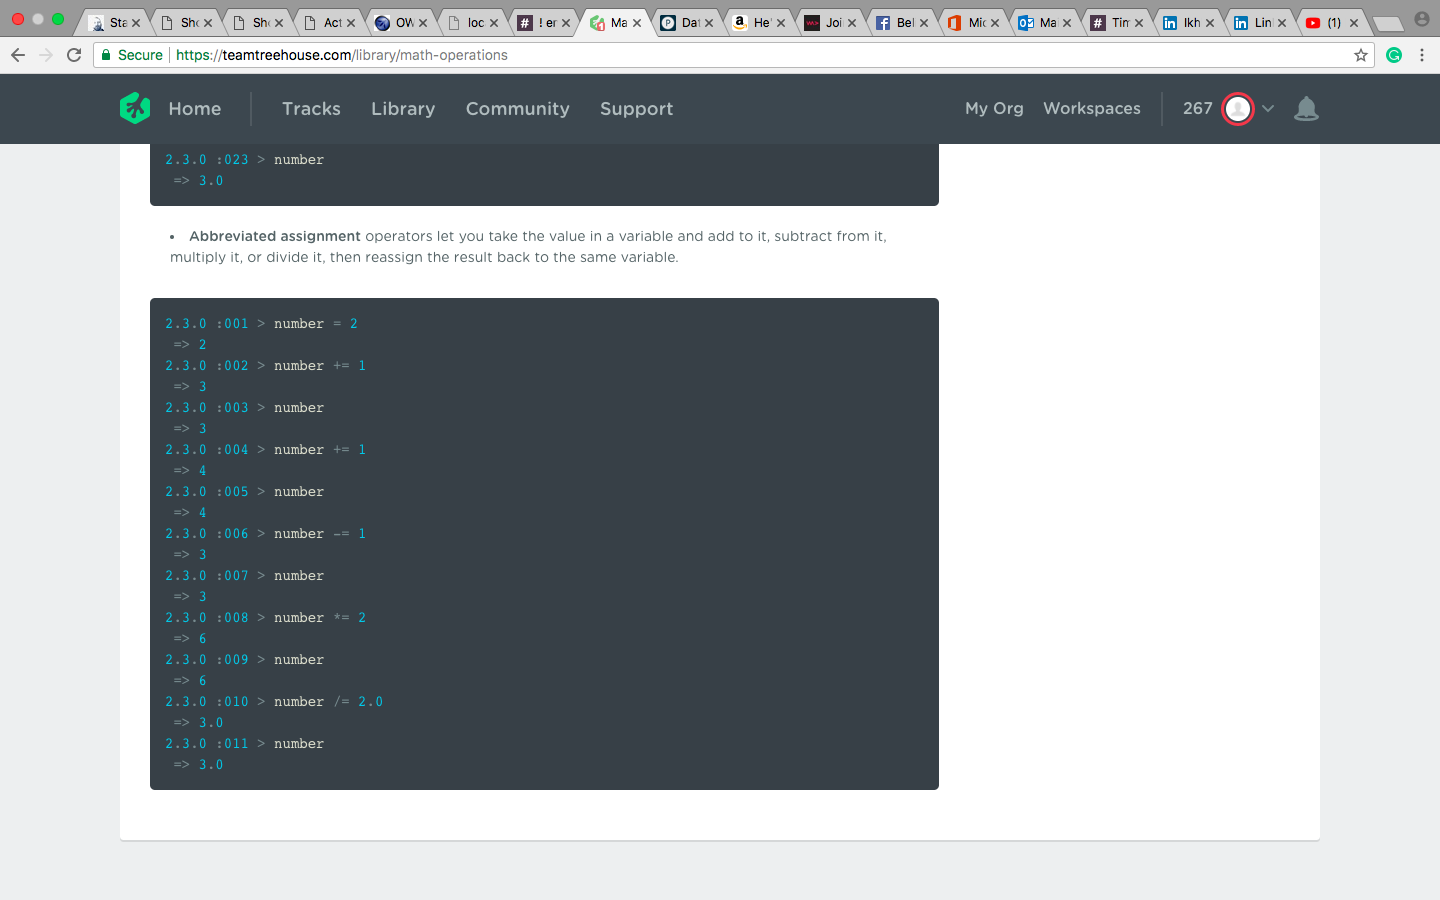 Sta
She
She
Act
OW
loc
! er
Ma
Dat
He
Joi
Bel
Mic
Ma
Tim
Ikh
Lin
(1)
Secure https://teamtreehouse.com/library/math-operations
Home Tracks Library Community Support My Org Workspaces 267
2.3.0 :023 > number
=> 3.0
• Abbreviated assignment operators let you take the value in a variable and add to it, subtract from it,
multiply it, or divide it, then reassign the result back to the same variable.
2.3.0 :001 > number = 2
=> 2
2.3.0 :002 > number += 1
=> 3
2.3.0 :003 > number
=> 3
2.3.0 :004 > number += 1
=> 4
2.3.0 :005 > number
=> 4
2.3.0 :006 > number -= 1
=> 3
2.3.0 :007 > number
=> 3
2.3.0 :008 > number *= 2
=> 6
2.3.0 :009 > number
=> 6
2.3.0 :010 > number /= 2.0
=> 3.0
2.3.0 :011 > number
=> 3.0